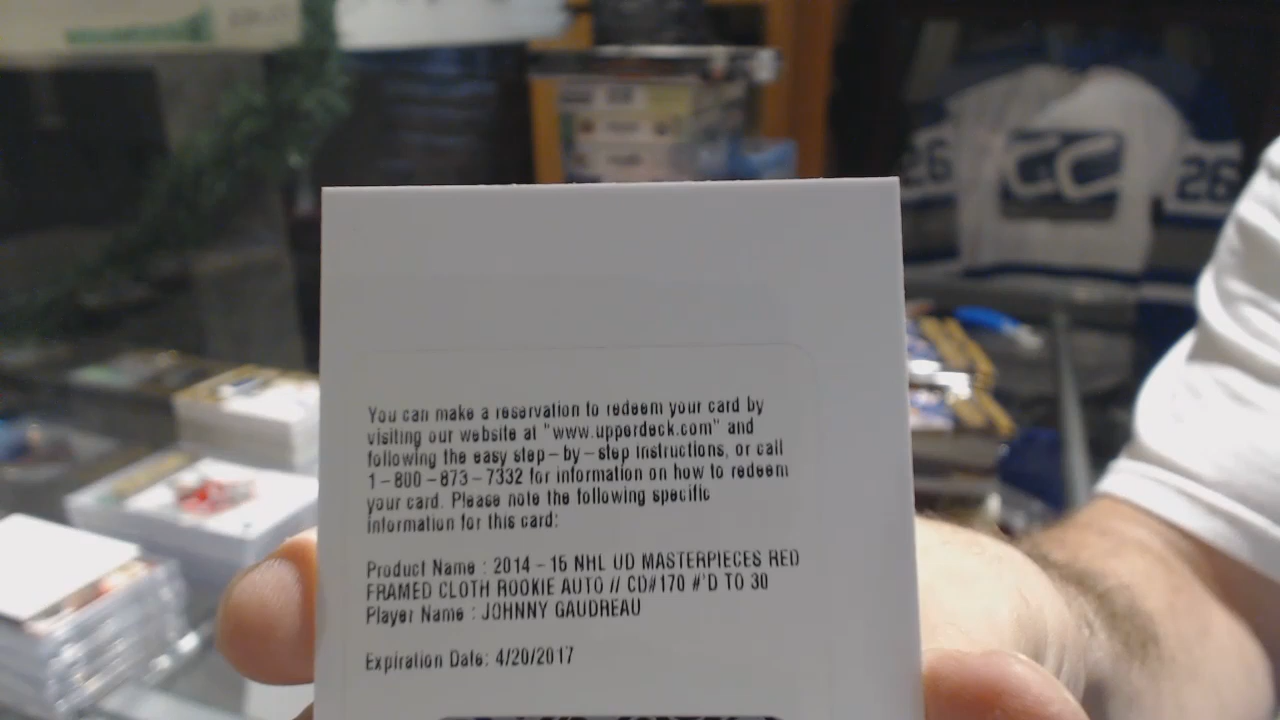 26
CC
26
You can make a reservation to redeem your card by
visiting our website at "www.upperdeck.com" and
following the easy step-by-step instructions, or call
1-800-873-7332 for information on how to redeem
your card. Please note the following specific
information for this card:
Product Name : 2014-15 NHL UD MASTERPIECES RED
FRAMED CLOTH ROOKIE AUTO // CD#170 #'D TO 30
Player Name : JOHNNY GAUDREAU
Expiration Date: 4/20/2017